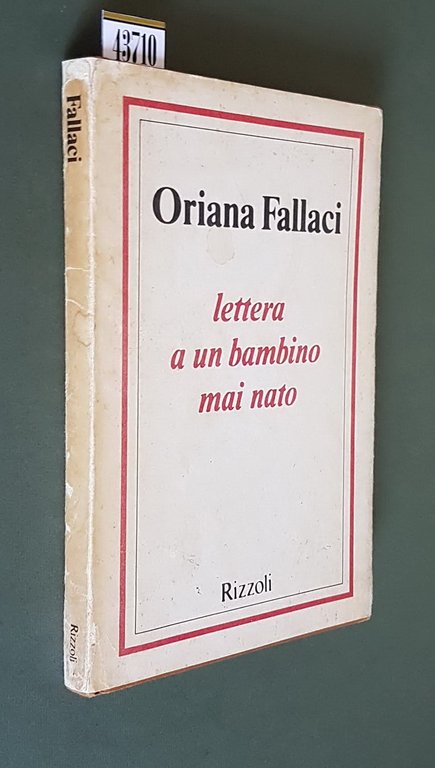 43710
Fallaci
Rizzoli
Oriana Fallaci
lettera
a un bambino
mai nato
Rizzoli